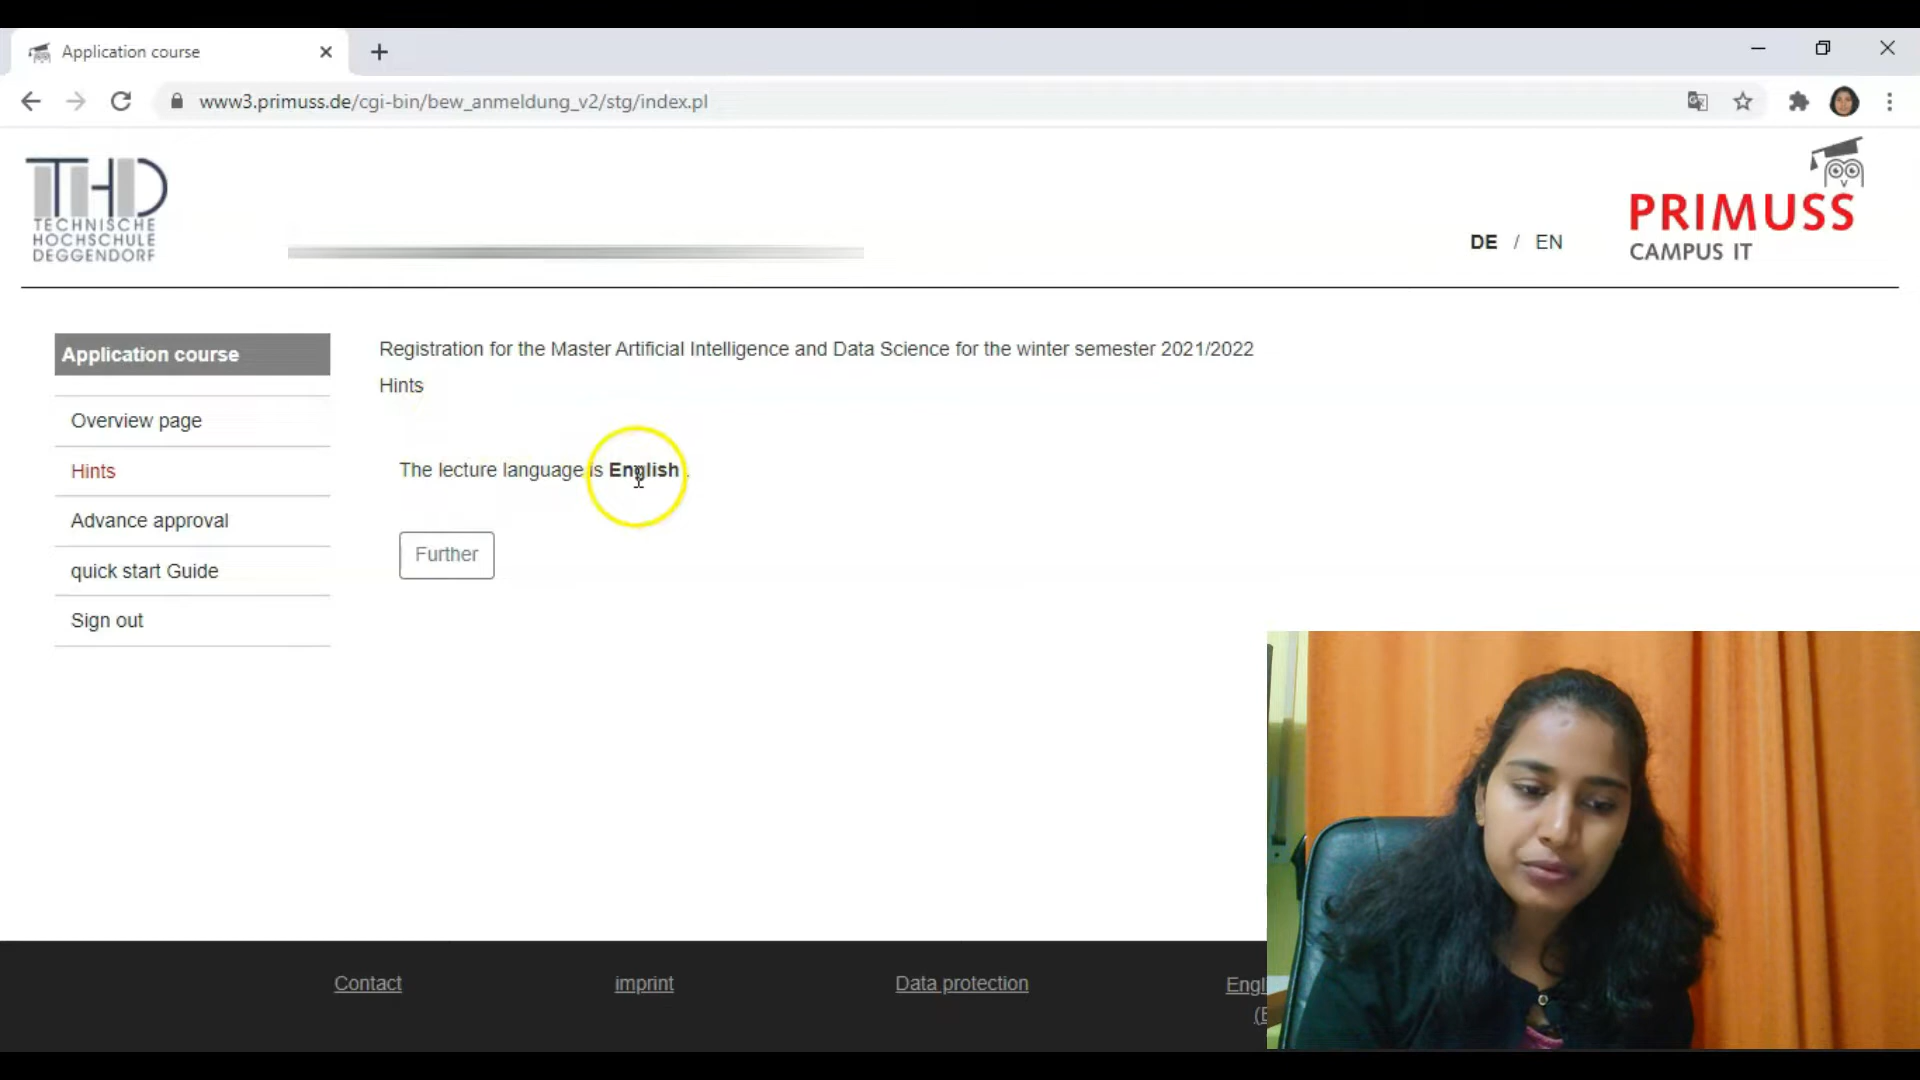 Application course
www3.primuss.de/cgi-bin/bew_anmeldung_v2/stg/index.pl
THD
TECHNISCHE
HOCHSCHULE
DEGGENDORF
DE / EN
PRIMUSS
CAMPUS IT
Application course
Overview page
Hints
Advance approval
quick start Guide
Sign out
Registration for the Master Artificial Intelligence and Data Science for the winter semester 2021/2022
Hints
The lecture language is English .
Further
Contact
imprint
Data protection